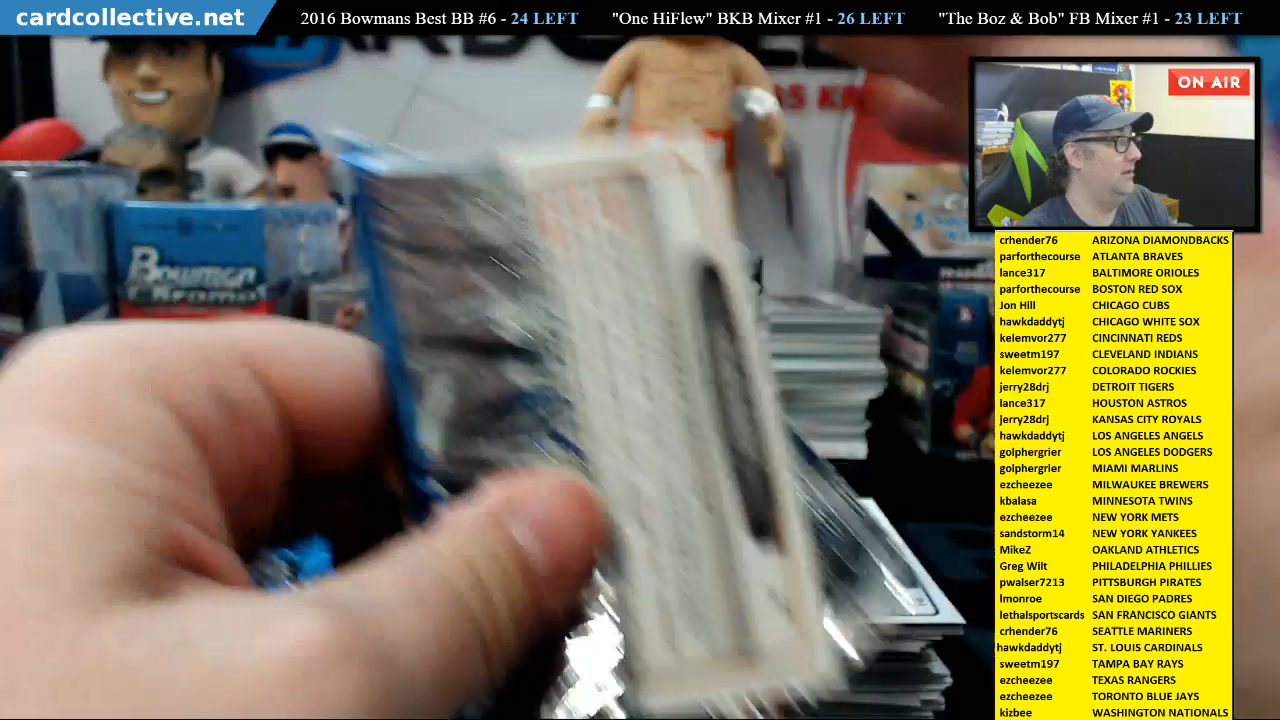 cardcollective.net 2016 Bowmans Best BB #6 - 24 LEFT "One HiFlew" BKB Mixer #1 - 26 LEFT "The Boz & Bob" FB Mixer #1 - 23 LEFT
ON AIR
Bowman
Chrome
crhender76 ARIZONA DIAMONDBACKS
parforthecourse ATLANTA BRAVES
lance317 BALTIMORE ORIOLES
parforthecourse BOSTON RED SOX
Jon Hill CHICAGO CUBS
hawkdaddytj CHICAGO WHITE SOX
kelemvor277 CINCINNATI REDS
sweetm197 CLEVELAND INDIANS
kelemvor277 COLORADO ROCKIES
jerry28drj DETROIT TIGERS
lance317 HOUSTON ASTROS
jerry28drj KANSAS CITY ROYALS
hawkdaddytj LOS ANGELES ANGELS
golphergrier LOS ANGELES DODGERS
golphergrier MIAMI MARLINS
ezcheezee MILWAUKEE BREWERS
kbalasa MINNESOTA TWINS
ezcheezee NEW YORK METS
sandstorm14 NEW YORK YANKEES
MikeZ OAKLAND ATHLETICS
Greg Wilt PHILADELPHIA PHILLIES
pwalser7213 PITTSBURGH PIRATES
lmonroe SAN DIEGO PADRES
lethalsportscards SAN FRANCISCO GIANTS
crhender76 SEATTLE MARINERS
hawkdaddytj ST. LOUIS CARDINALS
sweetm197 TAMPA BAY RAYS
ezcheezee TEXAS RANGERS
ezcheezee TORONTO BLUE JAYS
kizbee WASHINGTON NATIONALS